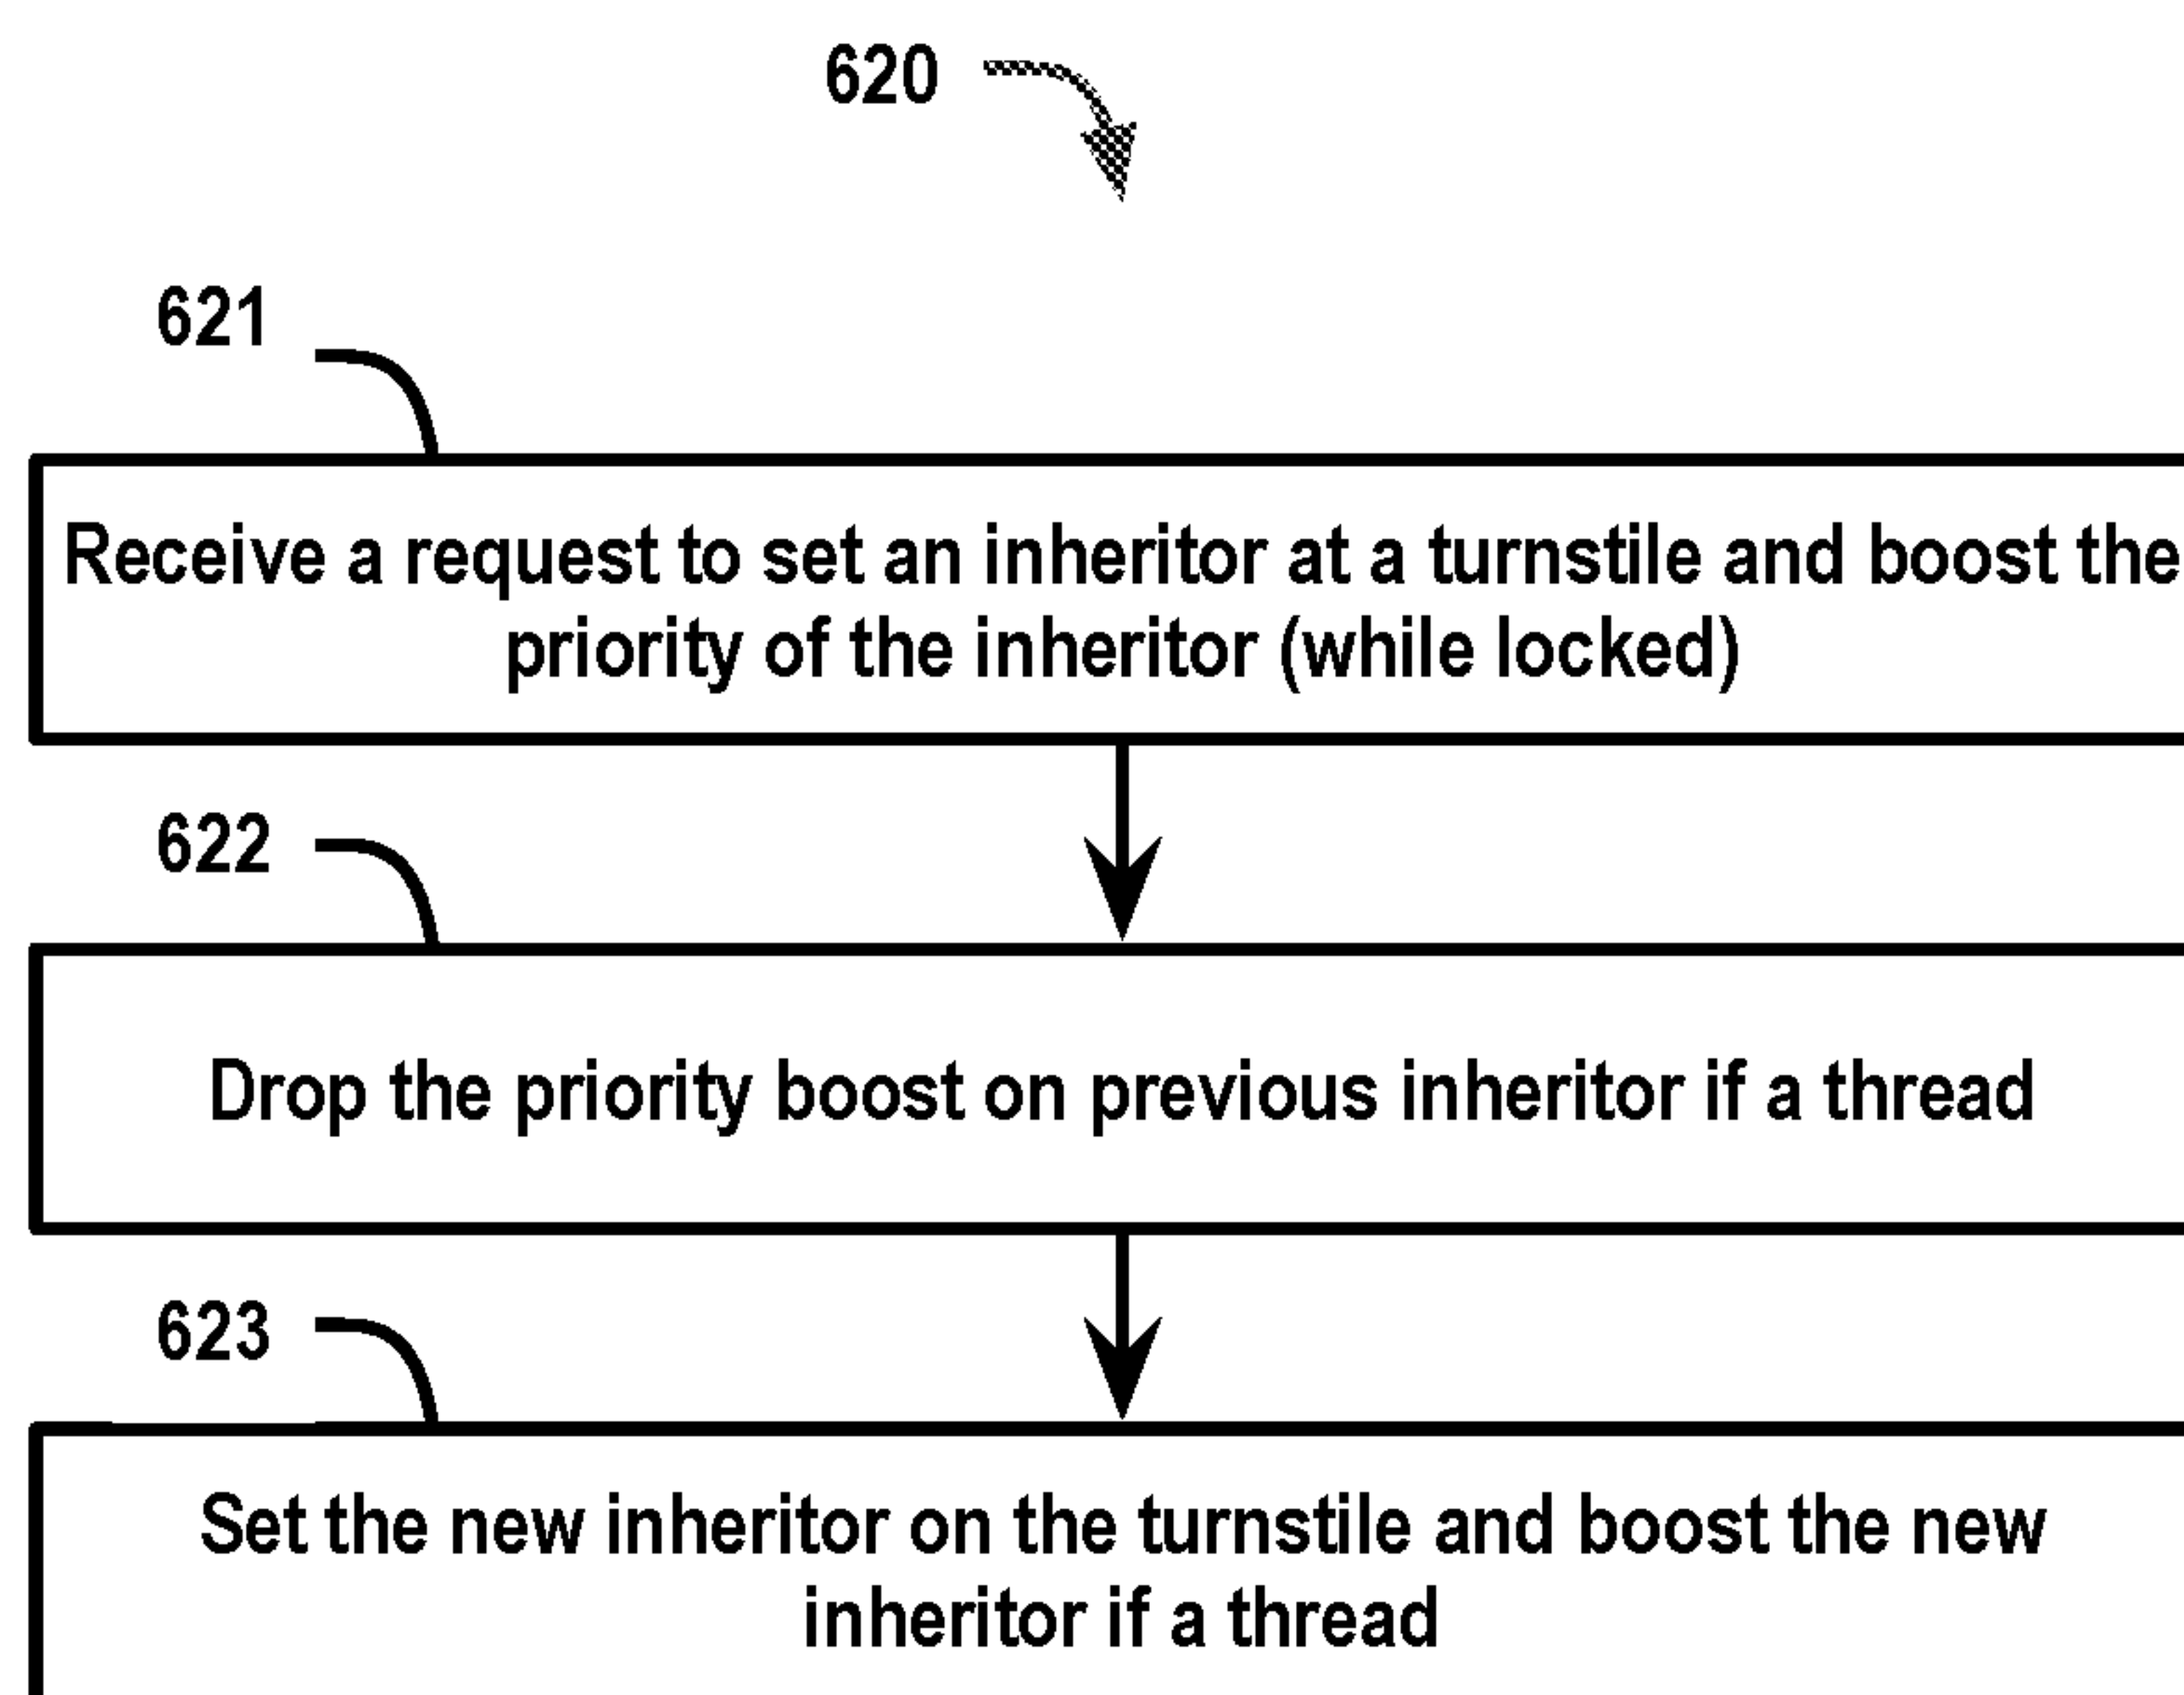 620
621
Receive a request to set an inheritor at a turnstile and boost the
priority of the inheritor (while locked)
622
Drop the priority boost on previous inheritor if a thread
623
Set the new inheritor on the turnstile and boost the new
inheritor if a thread